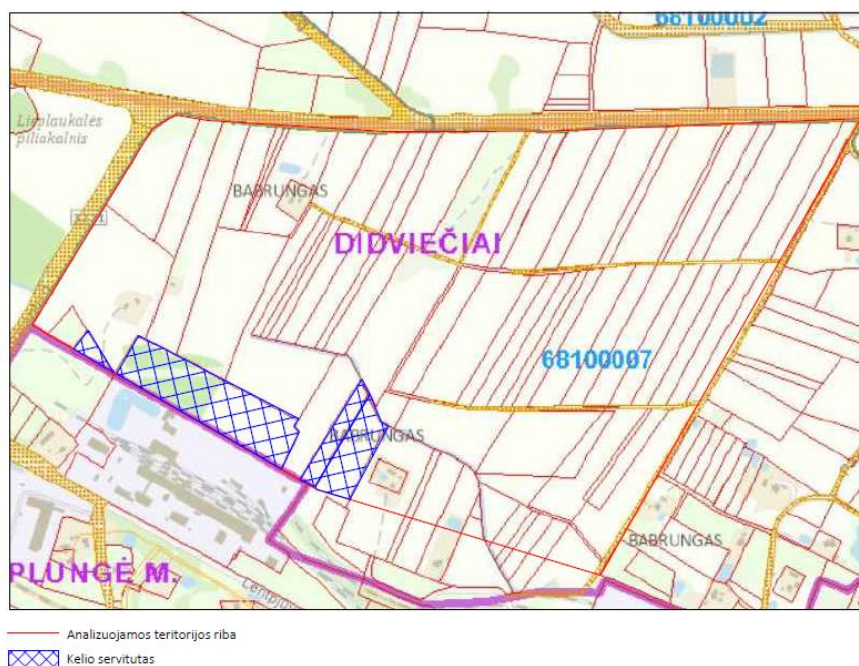 68100002
Lieplaukalės
piliakalnis
BABRUNGAS
DIDVIEČIAI
68100007
BABRUNGAS
BABRUNGAS
PLUNGĖ M.
Analizuojamos teritorijos riba
Kelio servitutas